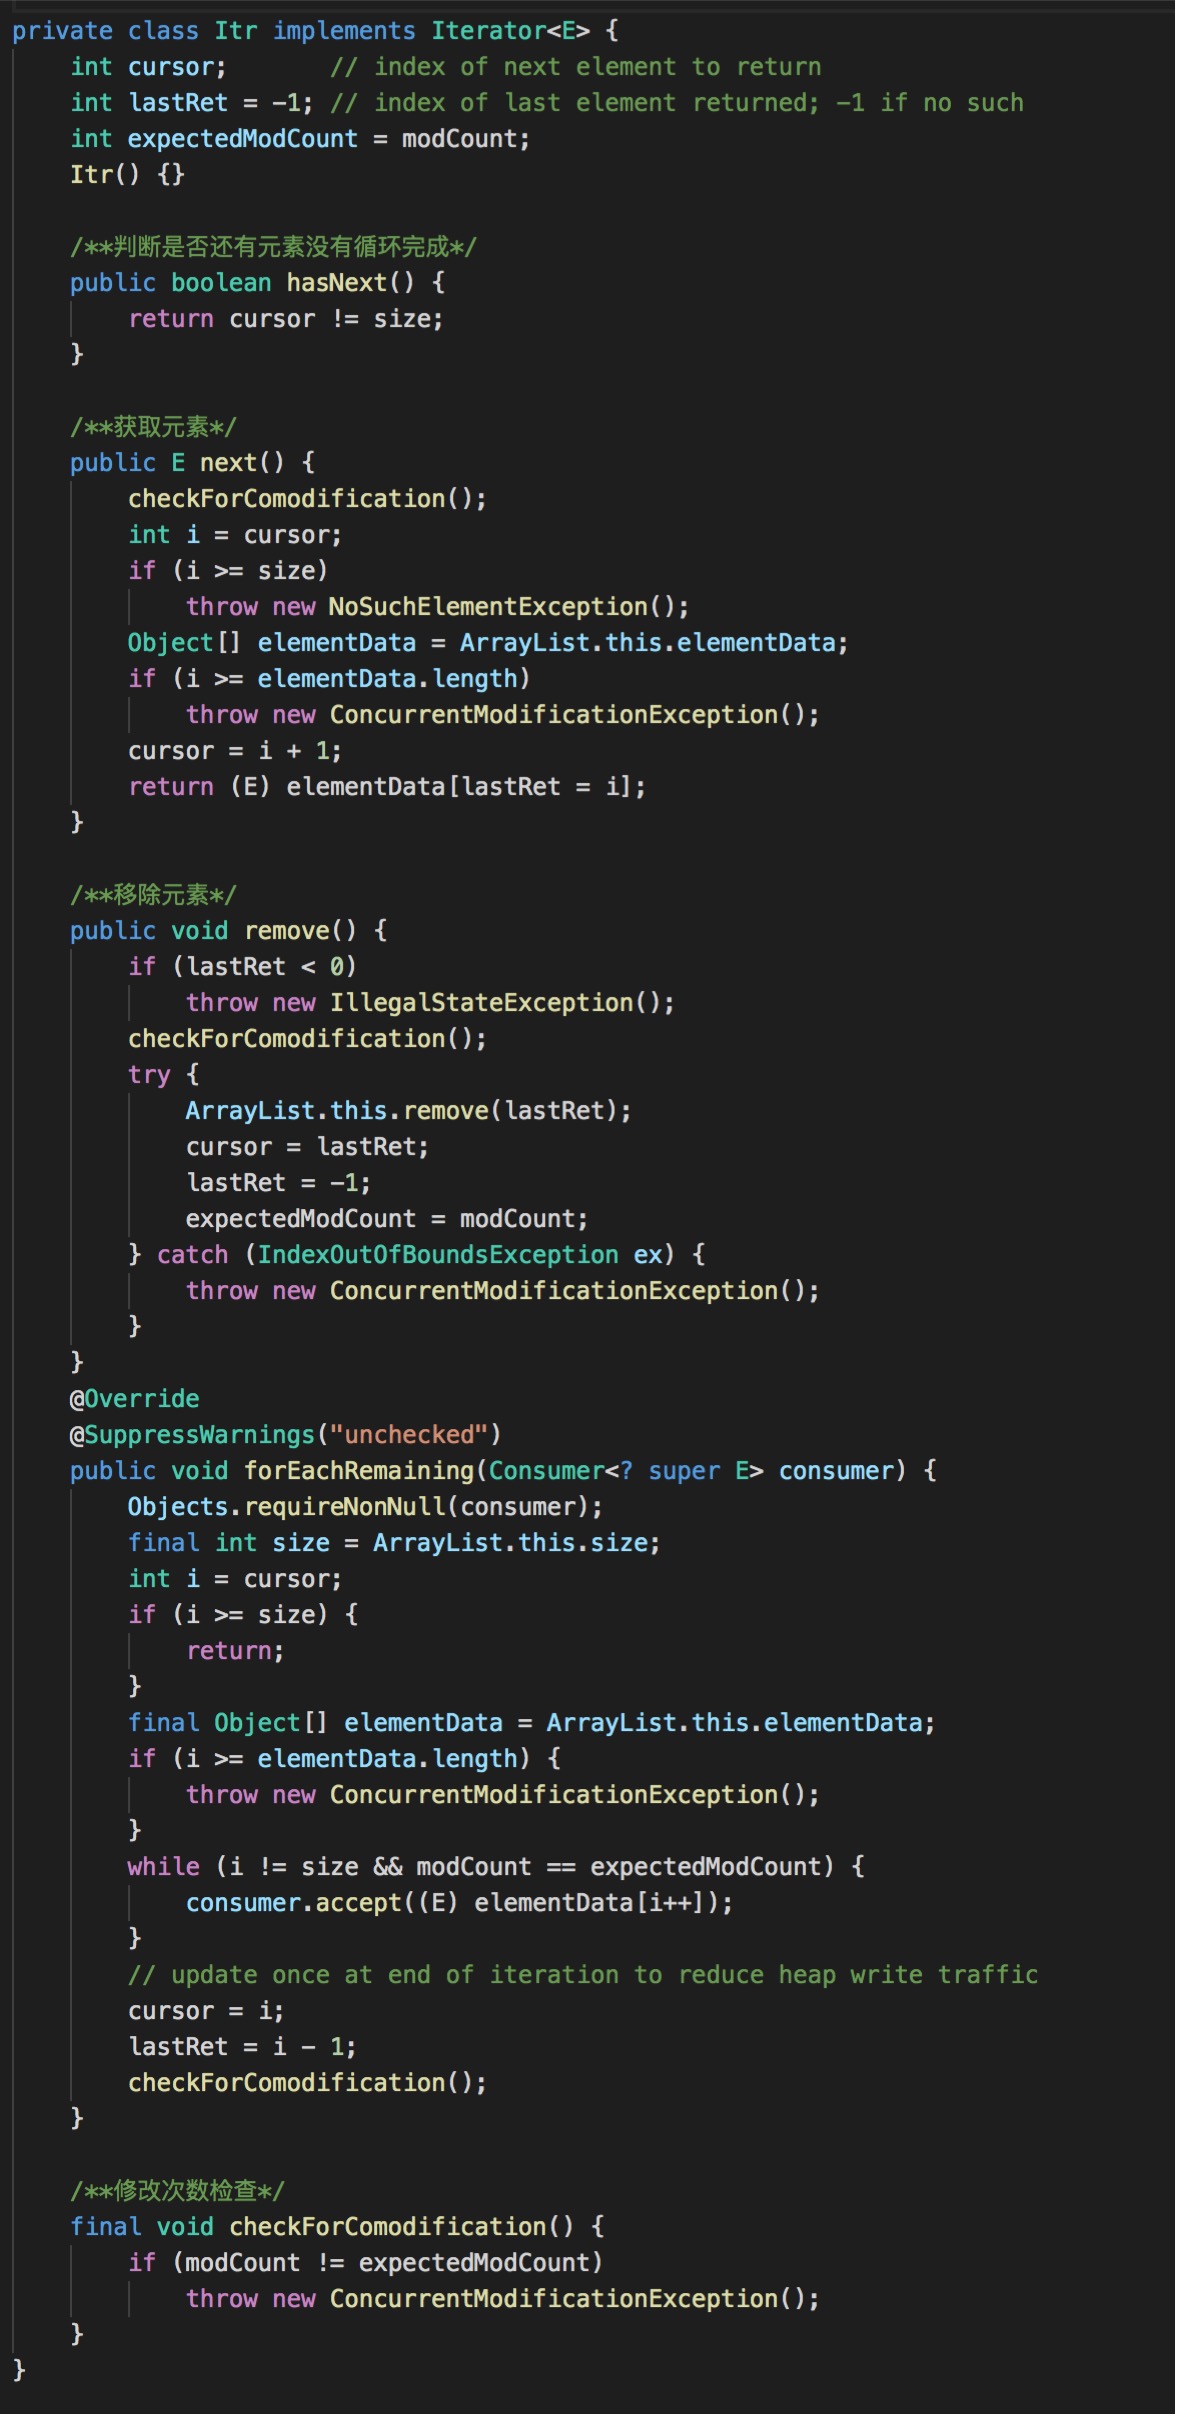 private class Itr implements Iterator<E> {
    int cursor;       // index of next element to return
    int lastRet = -1; // index of last element returned; -1 if no such
    int expectedModCount = modCount;
    Itr() {}

    /**判断是否还有元素没有循环完成*/
    public boolean hasNext() {
        return cursor != size;
    }

    /**获取元素*/
    public E next() {
        checkForComodification();
        int i = cursor;
        if (i >= size)
            throw new NoSuchElementException();
        Object[] elementData = ArrayList.this.elementData;
        if (i >= elementData.length)
            throw new ConcurrentModificationException();
        cursor = i + 1;
        return (E) elementData[lastRet = i];
    }

    /**移除元素*/
    public void remove() {
        if (lastRet < 0)
            throw new IllegalStateException();
        checkForComodification();
        try {
            ArrayList.this.remove(lastRet);
            cursor = lastRet;
            lastRet = -1;
            expectedModCount = modCount;
        } catch (IndexOutOfBoundsException ex) {
            throw new ConcurrentModificationException();
        }
    }
    @Override
    @SuppressWarnings("unchecked")
    public void forEachRemaining(Consumer<? super E> consumer) {
        Objects.requireNonNull(consumer);
        final int size = ArrayList.this.size;
        int i = cursor;
        if (i >= size) {
            return;
        }
        final Object[] elementData = ArrayList.this.elementData;
        if (i >= elementData.length) {
            throw new ConcurrentModificationException();
        }
        while (i != size && modCount == expectedModCount) {
            consumer.accept((E) elementData[i++]);
        }
        // update once at end of iteration to reduce heap write traffic
        cursor = i;
        lastRet = i - 1;
        checkForComodification();
    }

    /**修改次数检查*/
    final void checkForComodification() {
        if (modCount != expectedModCount)
            throw new ConcurrentModificationException();
    }
}